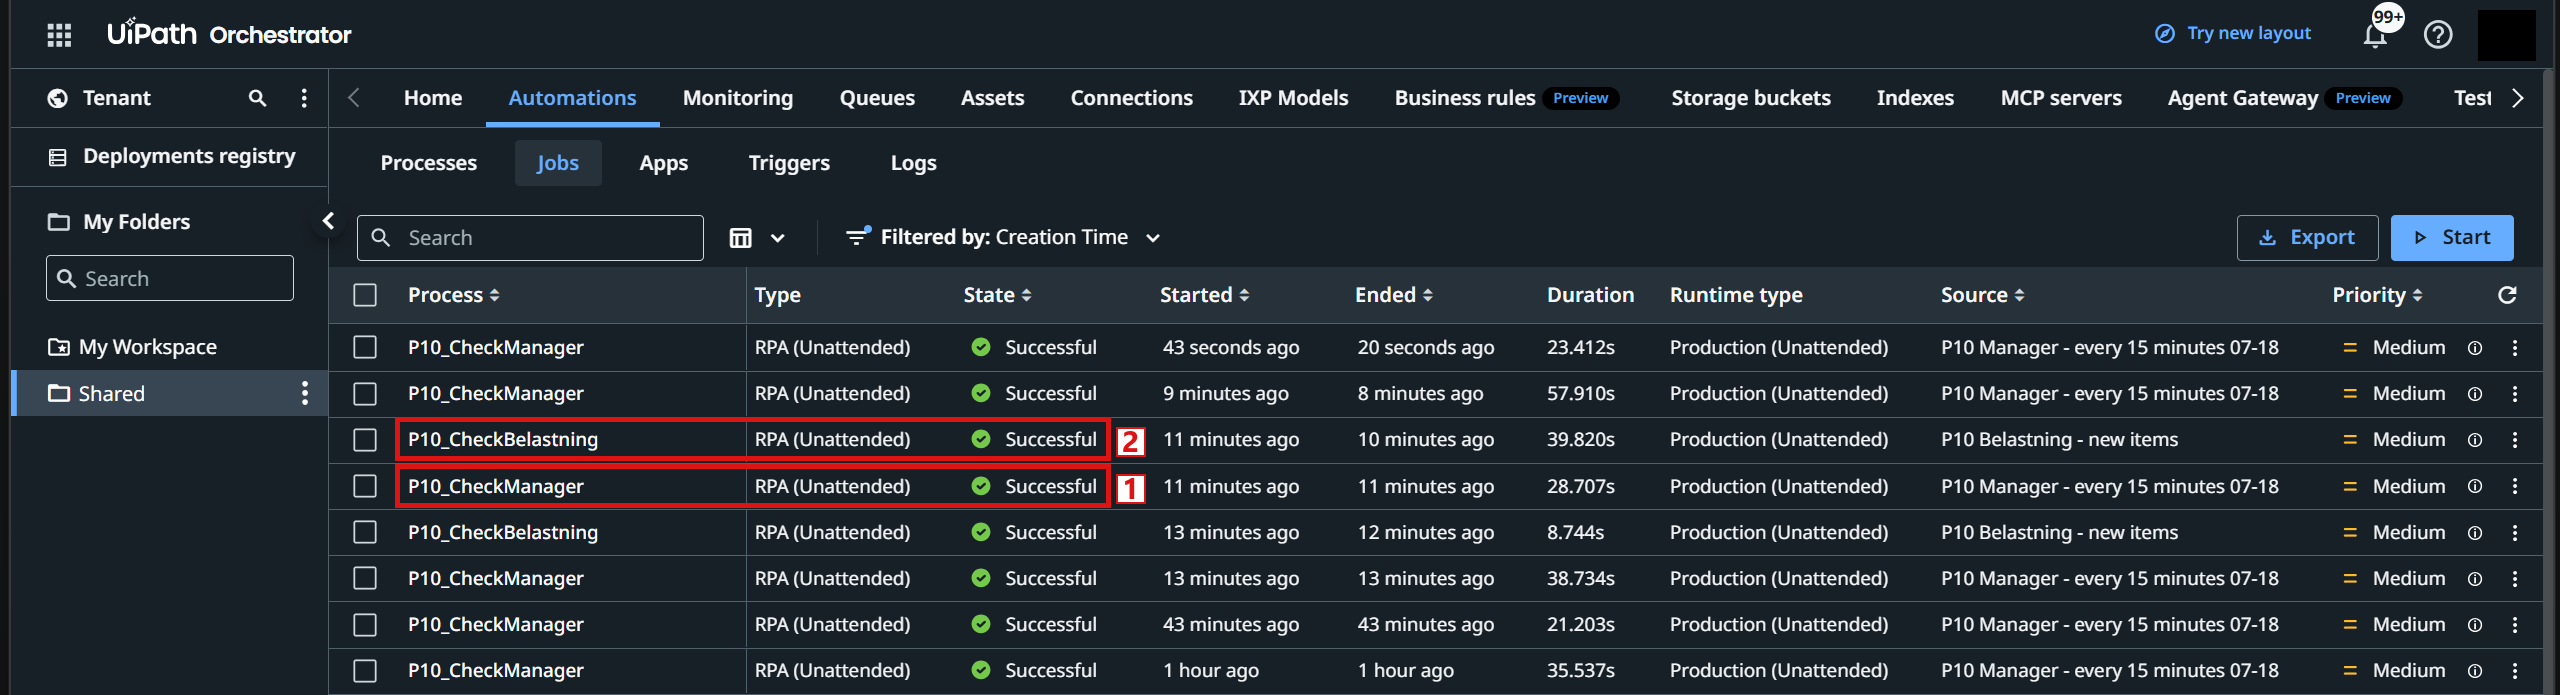 UiPath Orchestrator
Try new layout
99+
Tenant
Home Automations Monitoring Queues Assets Connections IXP Models Business rules Preview Storage buckets Indexes MCP servers Agent Gateway Preview Test
Deployments registry
Processes Jobs Apps Triggers Logs
My Folders
Search
My Workspace
Shared
Search
Filtered by: Creation Time
Export
Start
Process Type State Started Ended Duration Runtime type Source Priority
P10_CheckManager RPA (Unattended) Successful 43 seconds ago 20 seconds ago 23.412s Production (Unattended) P10 Manager - every 15 minutes 07-18 Medium
P10_CheckManager RPA (Unattended) Successful 9 minutes ago 8 minutes ago 57.910s Production (Unattended) P10 Manager - every 15 minutes 07-18 Medium
P10_CheckBelastning RPA (Unattended) Successful 2 11 minutes ago 10 minutes ago 39.820s Production (Unattended) P10 Belastning - new items Medium
P10_CheckManager RPA (Unattended) Successful 1 11 minutes ago 11 minutes ago 28.707s Production (Unattended) P10 Manager - every 15 minutes 07-18 Medium
P10_CheckBelastning RPA (Unattended) Successful 13 minutes ago 12 minutes ago 8.744s Production (Unattended) P10 Belastning - new items Medium
P10_CheckManager RPA (Unattended) Successful 13 minutes ago 13 minutes ago 38.734s Production (Unattended) P10 Manager - every 15 minutes 07-18 Medium
P10_CheckManager RPA (Unattended) Successful 43 minutes ago 43 minutes ago 21.203s Production (Unattended) P10 Manager - every 15 minutes 07-18 Medium
P10_CheckManager RPA (Unattended) Successful 1 hour ago 1 hour ago 35.537s Production (Unattended) P10 Manager - every 15 minutes 07-18 Medium